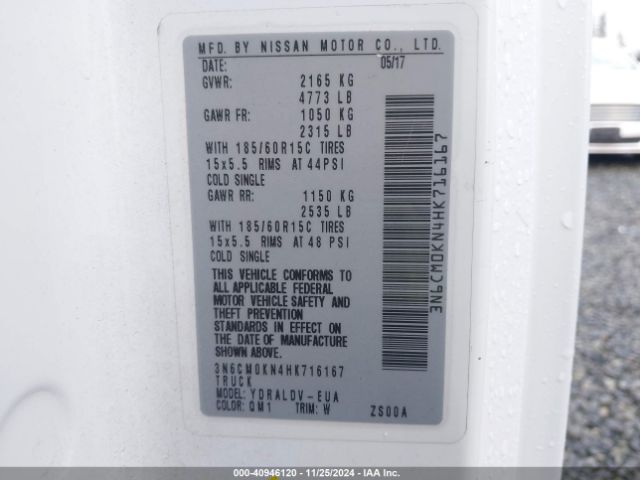 MFD. BY NISSAN MOTOR CO., LTD.
DATE: 05/17
GVWR: 2165 KG
4773 LB
GAWR FR: 1050 KG
2315 LB
WITH 185/60R15C TIRES
15x5.5 RIMS AT 44PSI
COLD SINGLE
GAWR RR: 1150 KG
2535 LB
WITH 185/60R15C TIRES
15x5.5 RIMS AT 48 PSI
COLD SINGLE
THIS VEHICLE CONFORMS TO
ALL APPLICABLE FEDERAL
MOTOR VEHICLE SAFETY AND
THEFT PREVENTION
STANDARDS IN EFFECT ON
THE DATE OF MANUFACTURE
SHOWN ABOVE.
3N6CM0KN4HK716167
TRUCK
MODEL: YDRALDV-EUA
COLOR: QM1 TRIM: W ZS00A
3N6CM0KN4HK716167
000-40946120 - 11/25/2024 - IAA Inc.